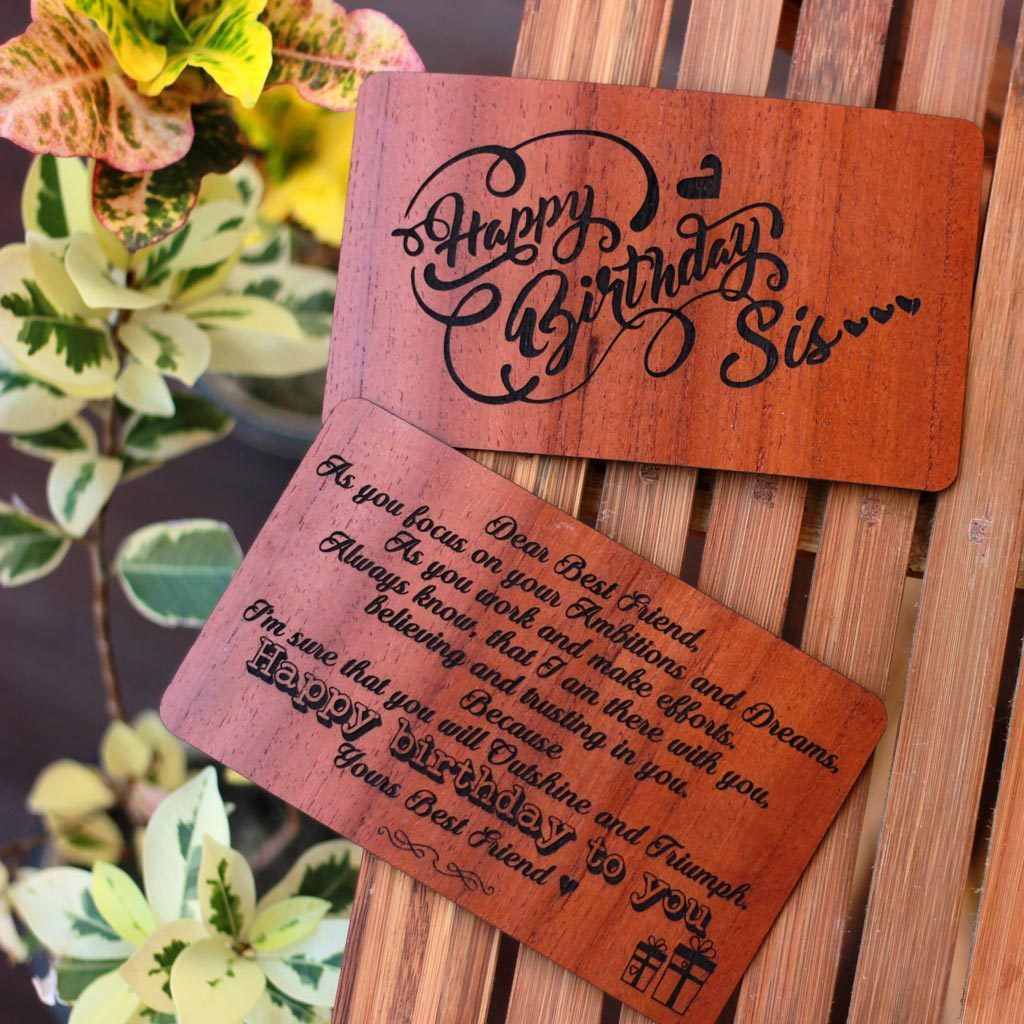 Happy
Birthday
Sis
Dear Best Friend,
As you focus on your Ambitions and Dreams,
As you work and make efforts.
Always know, that I am there with you,
believing and trusting in you.
Because
I'm sure that you will Outshine and Triumph.
Happy birthday to you
Yours Best Friend